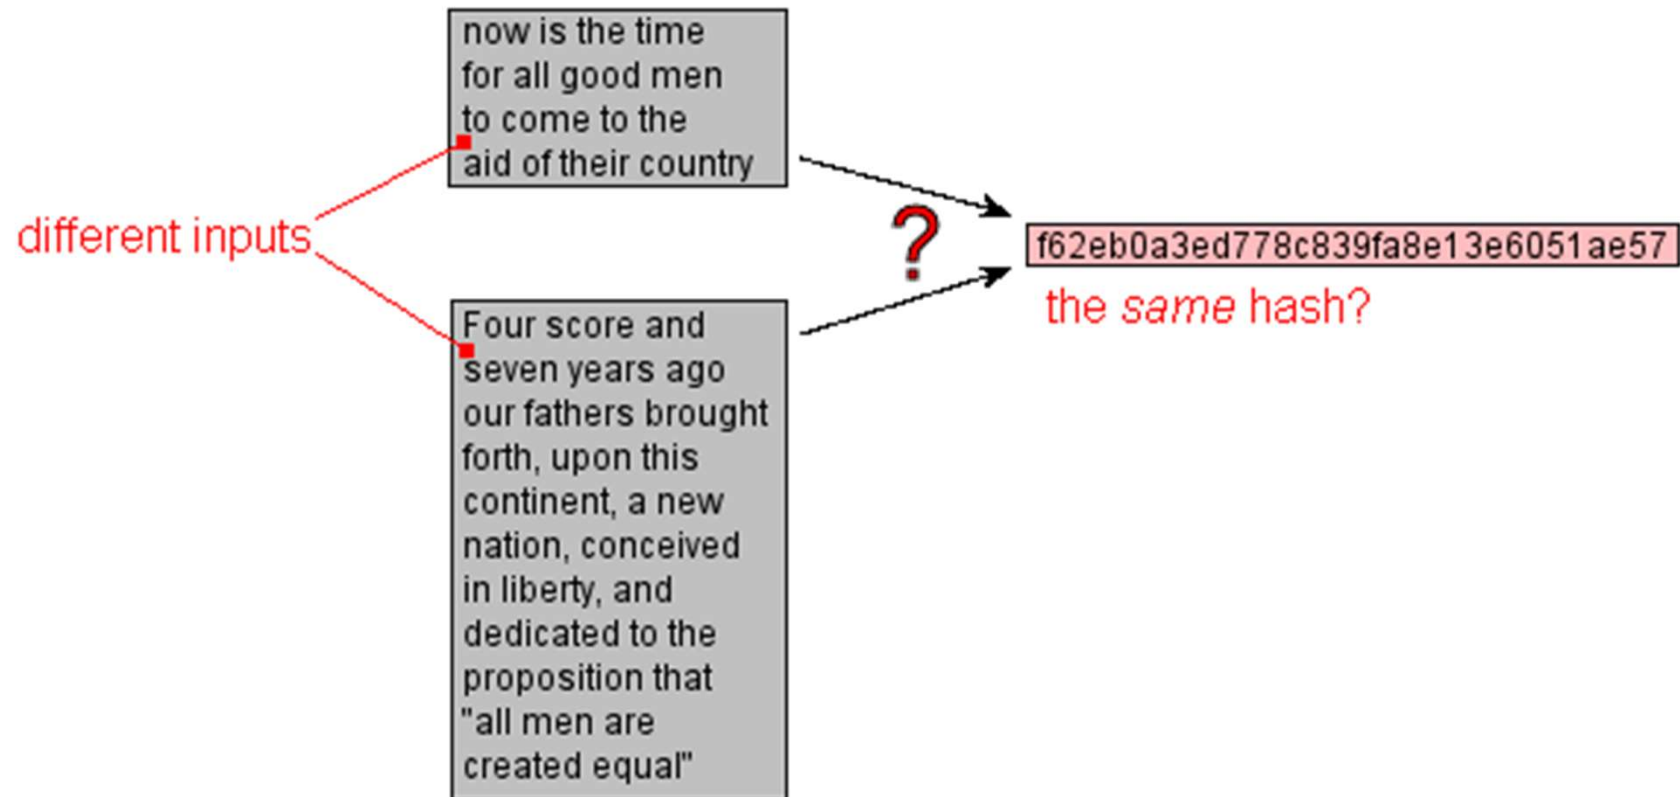 now is the time
for all good men
to come to the
aid of their country
different inputs
?
f62eb0a3ed778c839fa8e13e6051ae57
the same hash?
Four score and
seven years ago
our fathers brought
forth, upon this
continent, a new
nation, conceived
in liberty, and
dedicated to the
proposition that
"all men are
created equal"